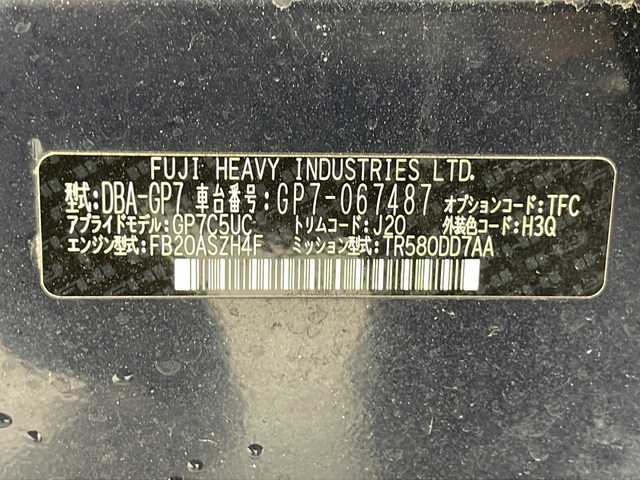 FUJI HEAVY INDUSTRIES LTD.
型式:DBA-GP7 車台番号:GP7-067487 オプションコード:TFC
アプライドモデル:GP7C5UC トリムコード:J20 外装色コード:H3Q
エンジン型式:FB20ASZH4F ミッション型式:TR580DD7AA